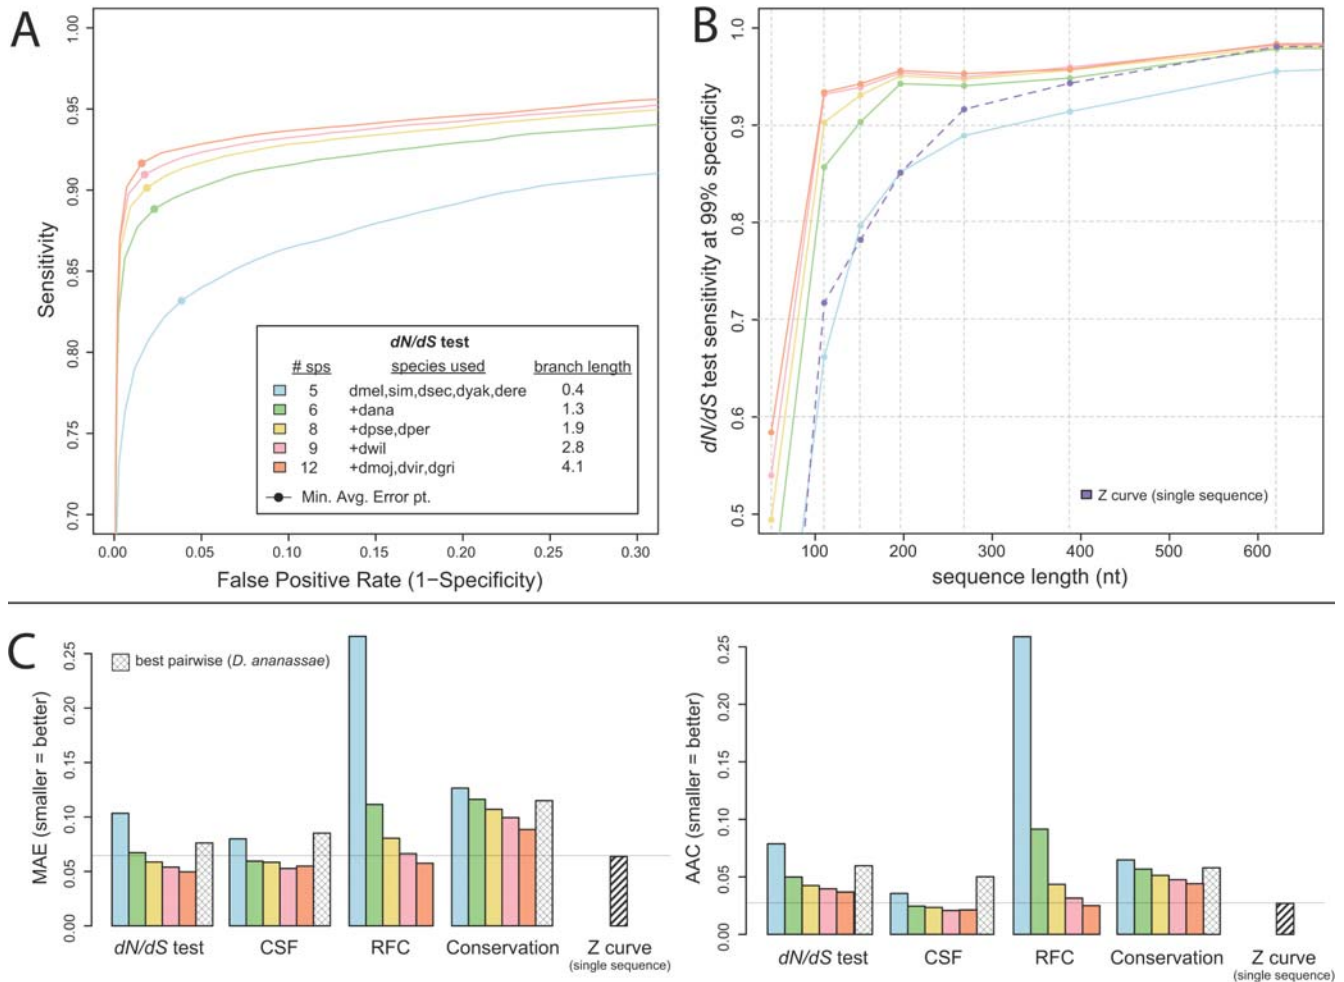 A
1.00
0.95
0.90
0.85
0.80
0.75
0.70
Sensitivity
dN/dS test
# sps species used branch length
5 dmel,sim,dsec,dyak,dere 0.4
6 +dana 1.3
8 +dpse,dper 1.9
9 +dwil 2.8
12 +dmoj,dvir,dgri 4.1
Min. Avg. Error pt.
0.00 0.05 0.10 0.15 0.20 0.25 0.30
False Positive Rate (1−Specificity)
B
1.0
0.9
0.8
0.7
0.6
0.5
dN/dS test sensitivity at 99% specificity
Z curve (single sequence)
100 200 300 400 500 600
sequence length (nt)
C
0.25
0.20
0.15
0.10
0.05
0.00
MAE (smaller = better)
best pairwise (D. ananassae)
dN/dS test CSF RFC Conservation Z curve
(single sequence)
0.25
0.20
0.15
0.10
0.05
0.00
AAC (smaller = better)
dN/dS test CSF RFC Conservation Z curve
(single sequence)